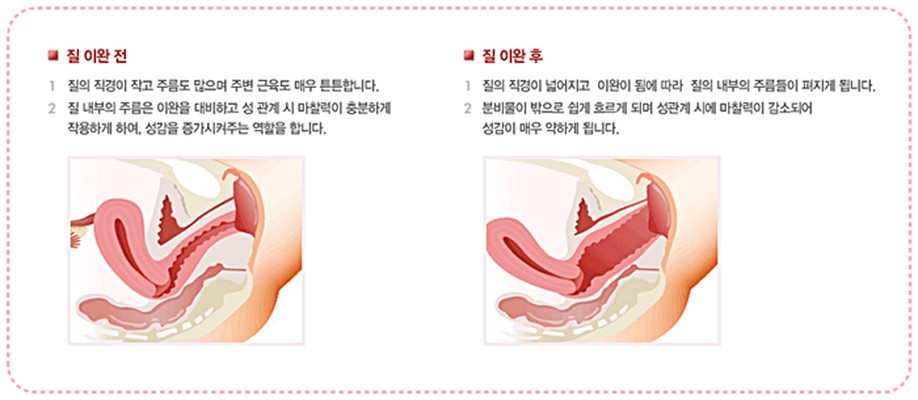 질 이완 전
1 질의 직경이 작고 주름도 많으며 주변 근육도 매우 튼튼합니다.
2 질 내부의 주름은 이완을 대비하고 성 관계 시 마찰력이 충분하게
작용하게 하여, 성감을 증가시켜주는 역할을 합니다.
질 이완 후
1 질의 직경이 넓어지고 이완이 됨에 따라 질의 내부의 주름들이 펴지게 됩니다.
2 분비물이 밖으로 쉽게 흐르게 되며 성관계 시에 마찰력이 감소되어
성감이 매우 약하게 됩니다.